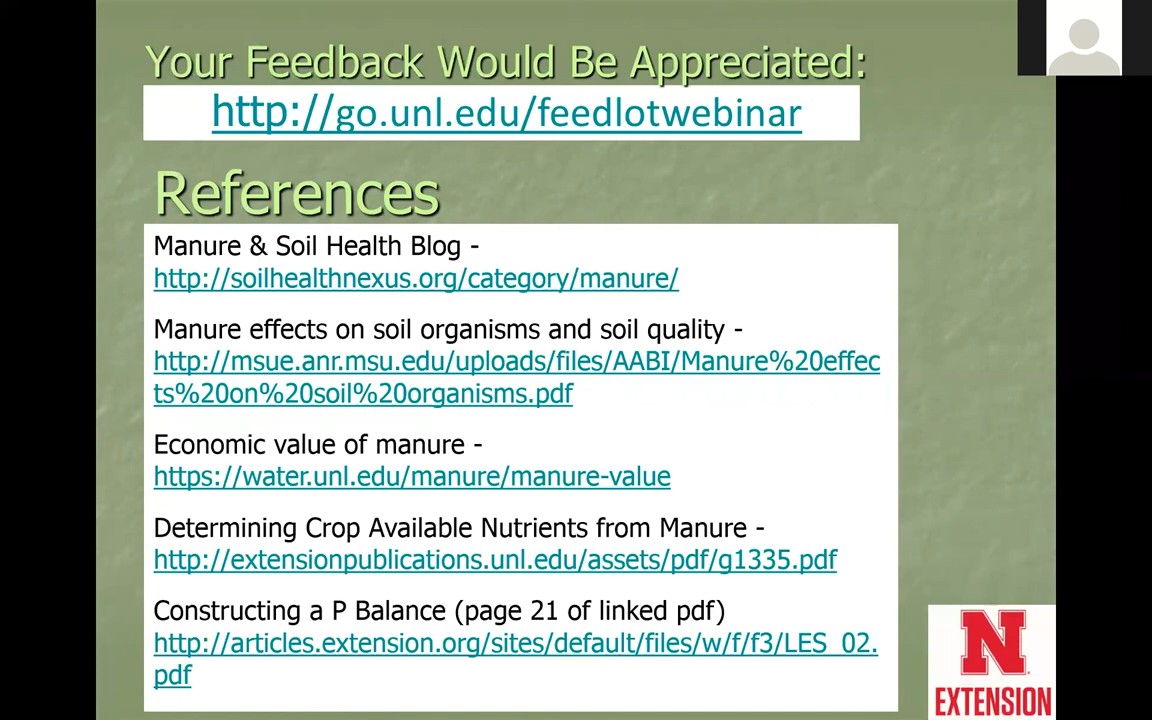 Your Feedback Would Be Appreciated:
http://go.unl.edu/feedlotwebinar
References
Manure & Soil Health Blog -
http://soilhealthnexus.org/category/manure/
Manure effects on soil organisms and soil quality -
http://msue.anr.msu.edu/uploads/files/AABI/Manure%20effec
ts%20on%20soil%20organisms.pdf
Economic value of manure -
https://water.unl.edu/manure/manure-value
Determining Crop Available Nutrients from Manure -
http://extensionpublications.unl.edu/assets/pdf/g1335.pdf
Constructing a P Balance (page 21 of linked pdf)
http://articles.extension.org/sites/default/files/w/f/f3/LES_02.
pdf
N
EXTENSION